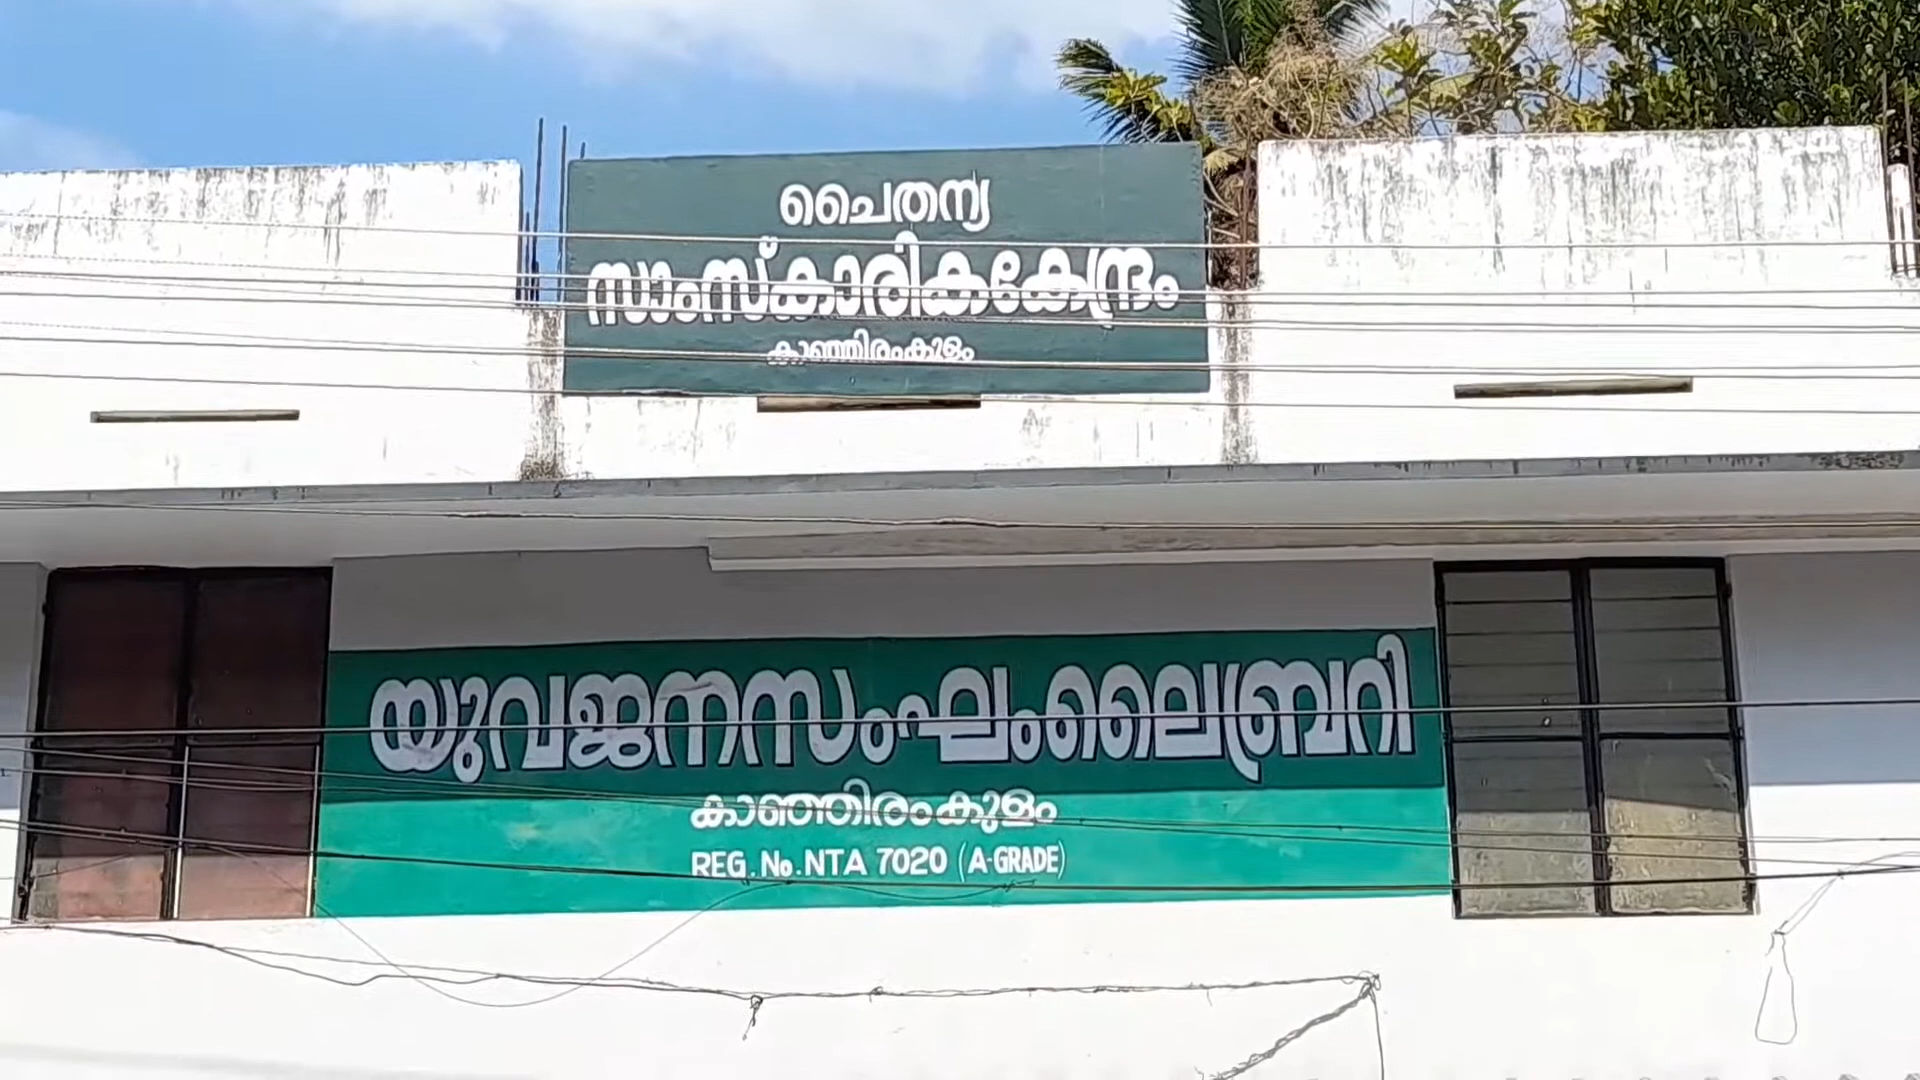 ചൈതന്യ
സാംസ്കാരികകേന്ദ്രം
കാഞ്ഞിരംകുളം
യുവജനസംഘംലൈബ്രറി
കാഞ്ഞിരംകുളം
REG. No. NTA 7020 (A-GRADE)